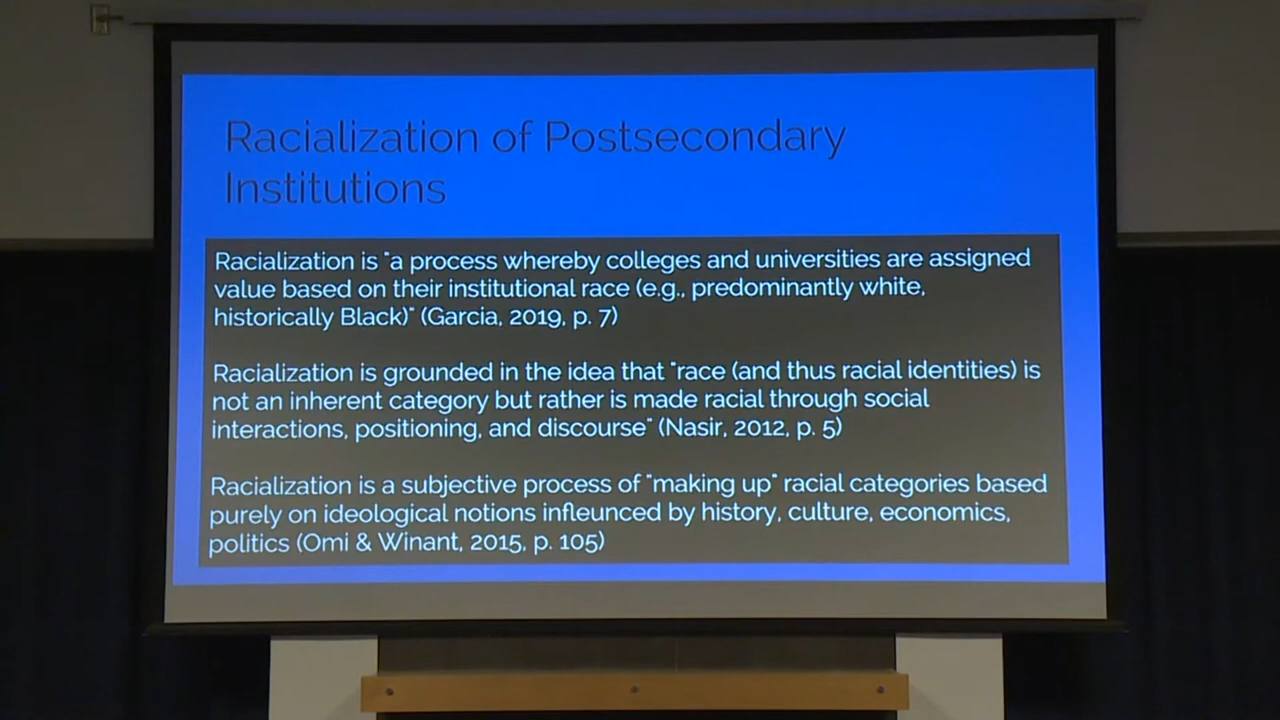 Racialization of Postsecondary
Institutions
Racialization is "a process whereby colleges and universities are assigned
value based on their institutional race (e.g., predominantly white,
historically Black)" (Garcia, 2019, p. 7)
Racialization is grounded in the idea that "race (and thus racial identities) is
not an inherent category but rather is made racial through social
interactions, positioning, and discourse" (Nasir, 2012, p. 5)
Racialization is a subjective process of "making up" racial categories based
purely on ideological notions infleunced by history, culture, economics,
politics (Omi & Winant, 2015, p. 105)